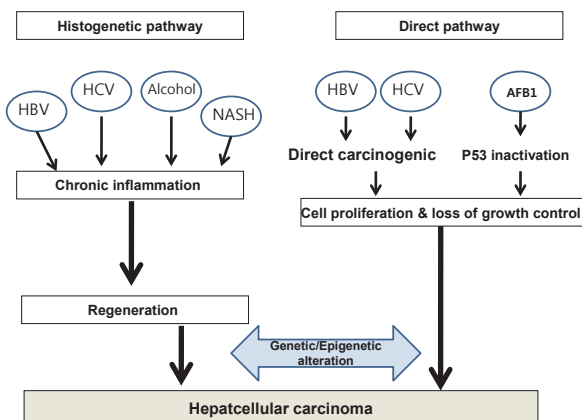 Histogenetic pathway
Direct pathway
HBV
HCV
Alcohol
NASH
HBV
HCV
AFB1
Direct carcinogenic
P53 inactivation
Chronic inflammation
Cell proliferation & loss of growth control
Regeneration
Genetic/Epigenetic
alteration
Hepatcellular carcinoma